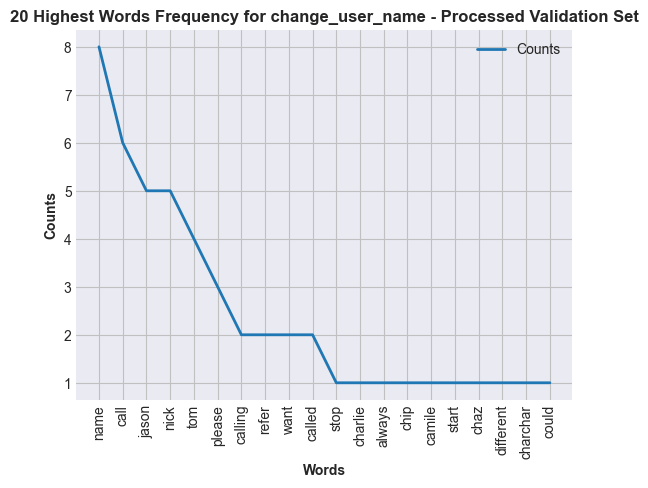 20 Highest Words Frequency for change_user_name - Processed Validation Set
Counts
8
7
6
5
4
3
2
1
Counts
name
call
jason
nick
tom
please
calling
refer
want
called
stop
charlie
always
chip
camile
start
chaz
different
charchar
could
Words